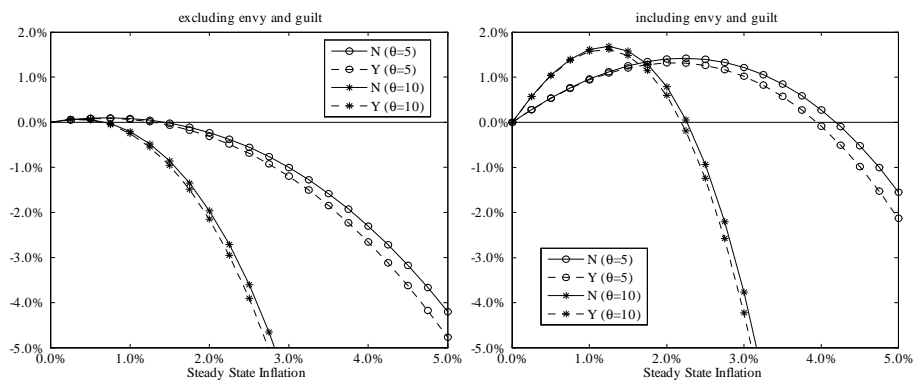 excluding envy and guilt
2.0%
1.0%
0.0%
-1.0%
-2.0%
-3.0%
-4.0%
-5.0%
0.0% 1.0% 2.0% 3.0% 4.0% 5.0%
Steady State Inflation
N (θ=5)
Y (θ=5)
N (θ=10)
Y (θ=10)
including envy and guilt
2.0%
1.0%
0.0%
-1.0%
-2.0%
-3.0%
-4.0%
-5.0%
0.0% 1.0% 2.0% 3.0% 4.0% 5.0%
Steady State Inflation
N (θ=5)
Y (θ=5)
N (θ=10)
Y (θ=10)